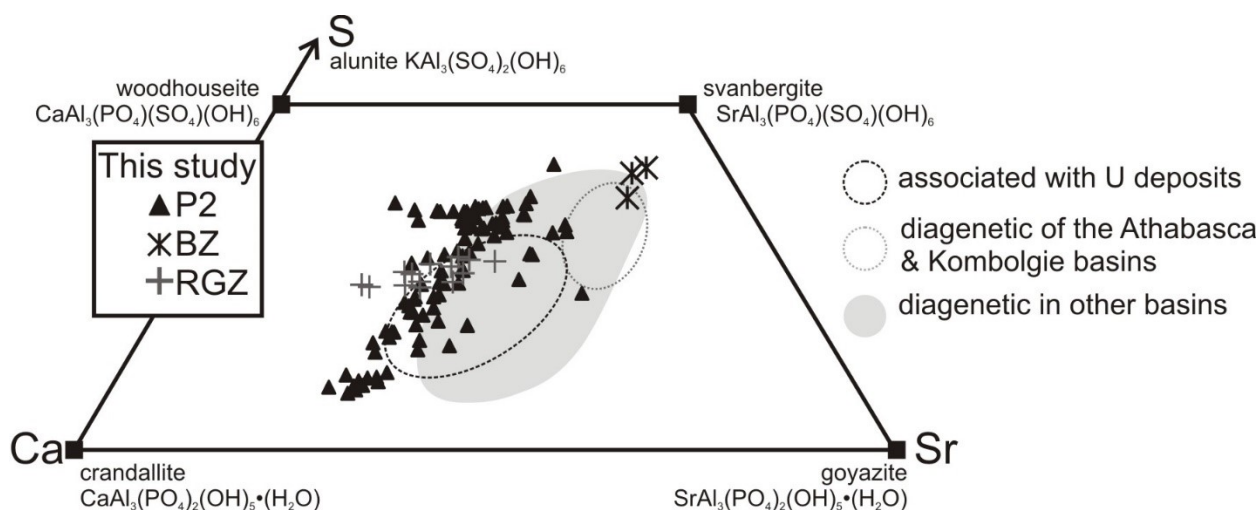 S
alunite KAl₃(SO₄)₂(OH)₆
woodhouseite
CaAl₃(PO₄)(SO₄)(OH)₆
svanbergite
SrAl₃(PO₄)(SO₄)(OH)₆
This study
P2
BZ
RGZ
associated with U deposits
diagenetic of the Athabasca
& Kombolgie basins
diagenetic in other basins
Ca
crandallite
CaAl₃(PO₄)₂(OH)₅•(H₂O)
Sr
goyazite
SrAl₃(PO₄)₂(OH)₅•(H₂O)